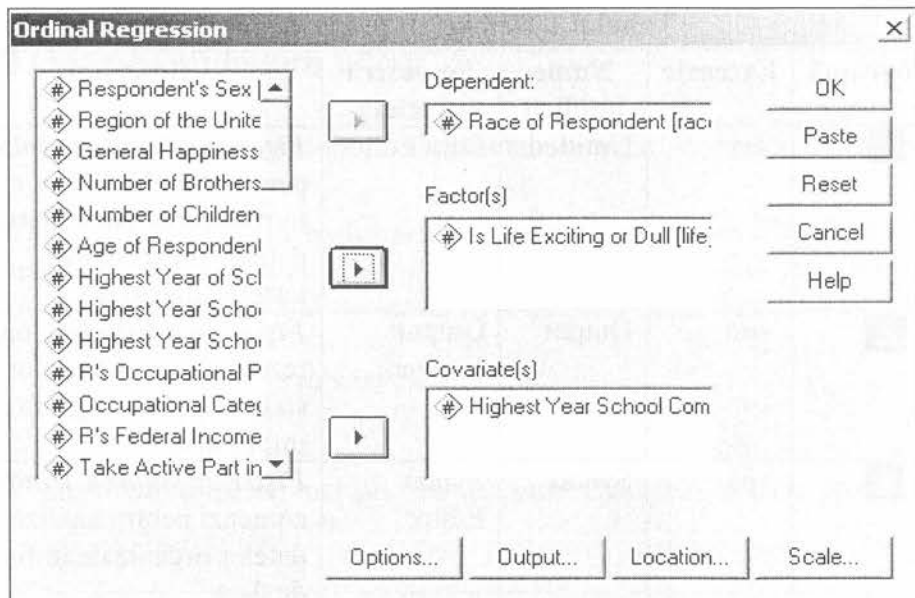 Ordinal Regression
# Respondent's Sex [
# Region of the Unite
# General Happiness
# Number of Brothers
# Number of Children
# Age of Respondent
# Highest Year of Scl
# Highest Year Schoo
# Highest Year Schoo
# R's Occupational P
# Occupational Categ
# R's Federal Income
# Take Active Part in
Dependent:
# Race of Respondent [race
Factor(s)
# Is Life Exciting or Dull [life]
Covariate(s)
# Highest Year School Com
OK
Paste
Reset
Cancel
Help
Options...
Output...
Location...
Scale...